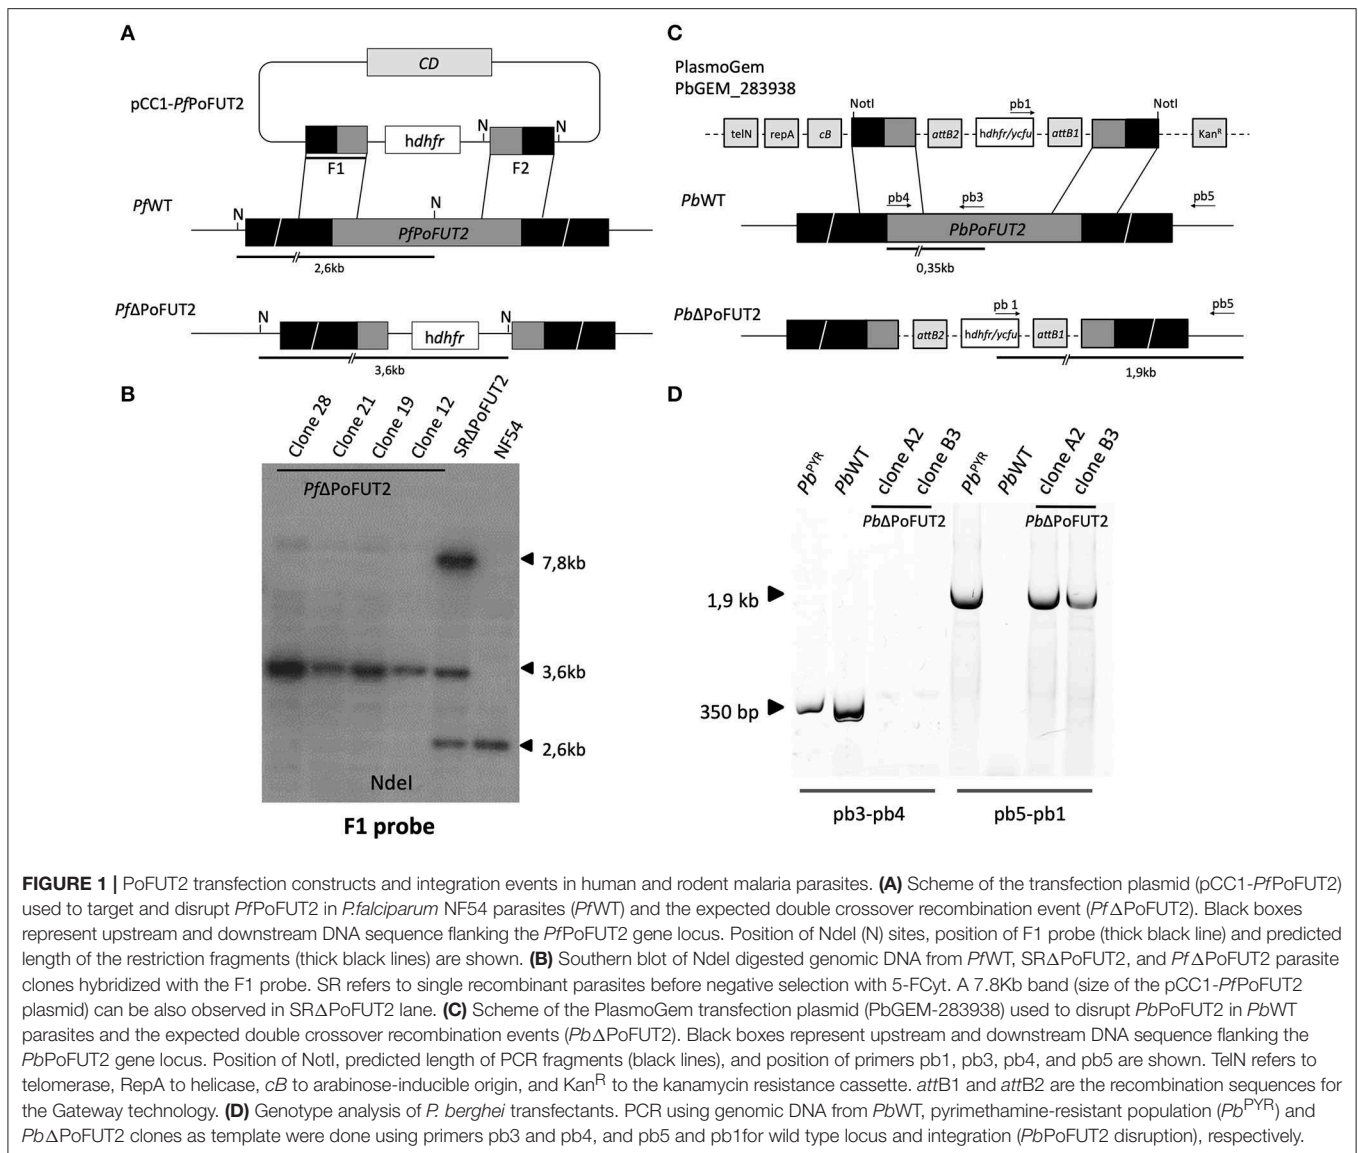 A
CD
pCC1-PfPoFUT2
N
N
hdhfr
F1
F2
PfWT
N
N
PfPoFUT2
2,6kb
PfΔPoFUT2
N
N
hdhfr
3,6kb
B
Clone 28
Clone 21
Clone 19
Clone 12
SRΔPoFUT2
NF54
PfΔPoFUT2
7,8kb
3,6kb
2,6kb
NdeI
F1 probe
C
PlasmoGem
PbGEM_283938
NotI
pb1
NotI
telN
repA
cB
attB2
hdhfr/ycfu
attB1
KanR
PbWT
pb4
pb3
pb5
PbPoFUT2
0,35kb
PbΔPoFUT2
pb 1
pb5
attB2
hdhfr/ycfu
attB1
1,9kb
D
PbPYR
PbWT
clone A2
clone B3
PbPYR
PbWT
clone A2
clone B3
PbΔPoFUT2
PbΔPoFUT2
1,9 kb
350 bp
pb3-pb4
pb5-pb1
FIGURE 1 | PoFUT2 transfection constructs and integration events in human and rodent malaria parasites. (A) Scheme of the transfection plasmid (pCC1-PfPoFUT2)
used to target and disrupt PfPoFUT2 in P.falciparum NF54 parasites (PfWT) and the expected double crossover recombination event (PfΔPoFUT2). Black boxes
represent upstream and downstream DNA sequence flanking the PfPoFUT2 gene locus. Position of NdeI (N) sites, position of F1 probe (thick black line) and predicted
length of the restriction fragments (thick black lines) are shown. (B) Southern blot of NdeI digested genomic DNA from PfWT, SRΔPoFUT2, and PfΔPoFUT2 parasite
clones hybridized with the F1 probe. SR refers to single recombinant parasites before negative selection with 5-FCyt. A 7.8Kb band (size of the pCC1-PfPoFUT2
plasmid) can be also observed in SRΔPoFUT2 lane. (C) Scheme of the PlasmoGem transfection plasmid (PbGEM-283938) used to disrupt PbPoFUT2 in PbWT
parasites and the expected double crossover recombination events (PbΔPoFUT2). Black boxes represent upstream and downstream DNA sequence flanking the
PbPoFUT2 gene locus. Position of NotI, predicted length of PCR fragments (black lines), and position of primers pb1, pb3, pb4, and pb5 are shown. TelN refers to
telomerase, RepA to helicase, cB to arabinose-inducible origin, and KanR to the kanamycin resistance cassette. attB1 and attB2 are the recombination sequences for
the Gateway technology. (D) Genotype analysis of P. berghei transfectants. PCR using genomic DNA from PbWT, pyrimethamine-resistant population (PbPYR) and
PbΔPoFUT2 clones as template were done using primers pb3 and pb4, and pb5 and pb1for wild type locus and integration (PbPoFUT2 disruption), respectively.